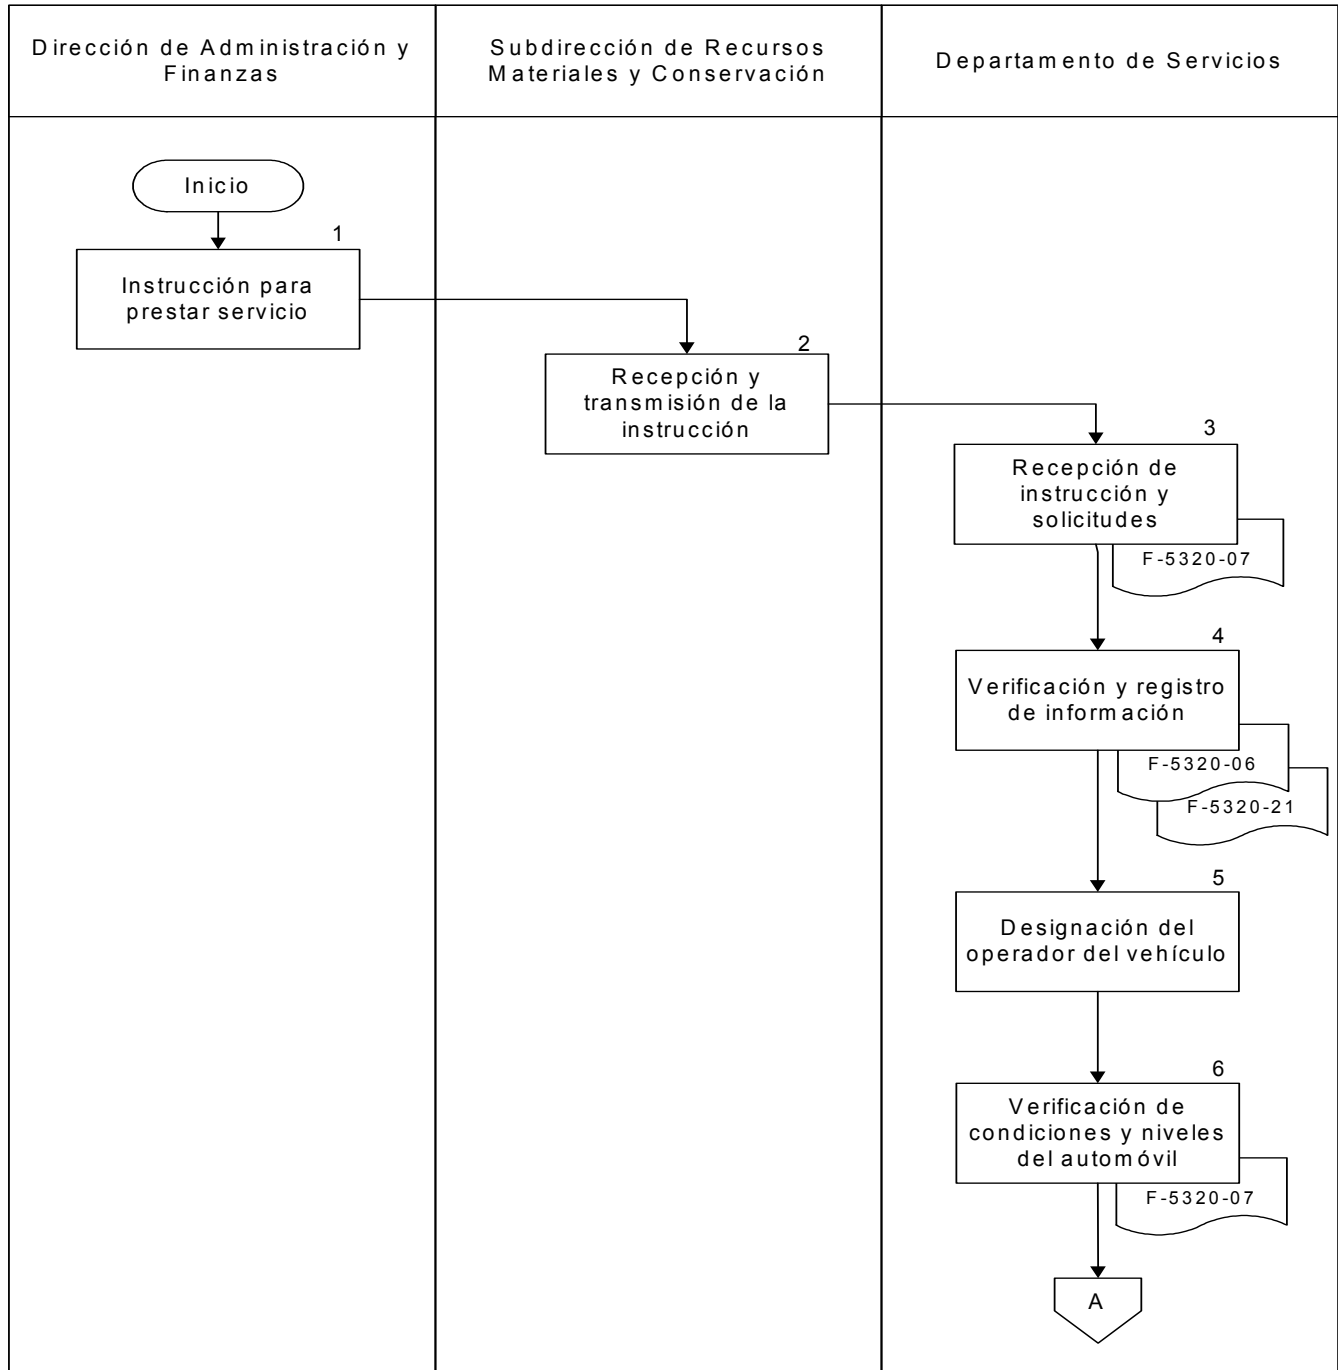 Dirección de Administración y
Finanzas
Subdirección de Recursos
Materiales y Conservación
Departamento de Servicios
Inicio
1
Instrucción para
prestar servicio
2
Recepción y
transmisión de la
instrucción
3
Recepción de
instrucción y
solicitudes
F-5320-07
4
Verificación y registro
de información
F-5320-06
F-5320-21
5
Designación del
operador del vehículo
6
Verificación de
condiciones y niveles
del automóvil
F-5320-07
A